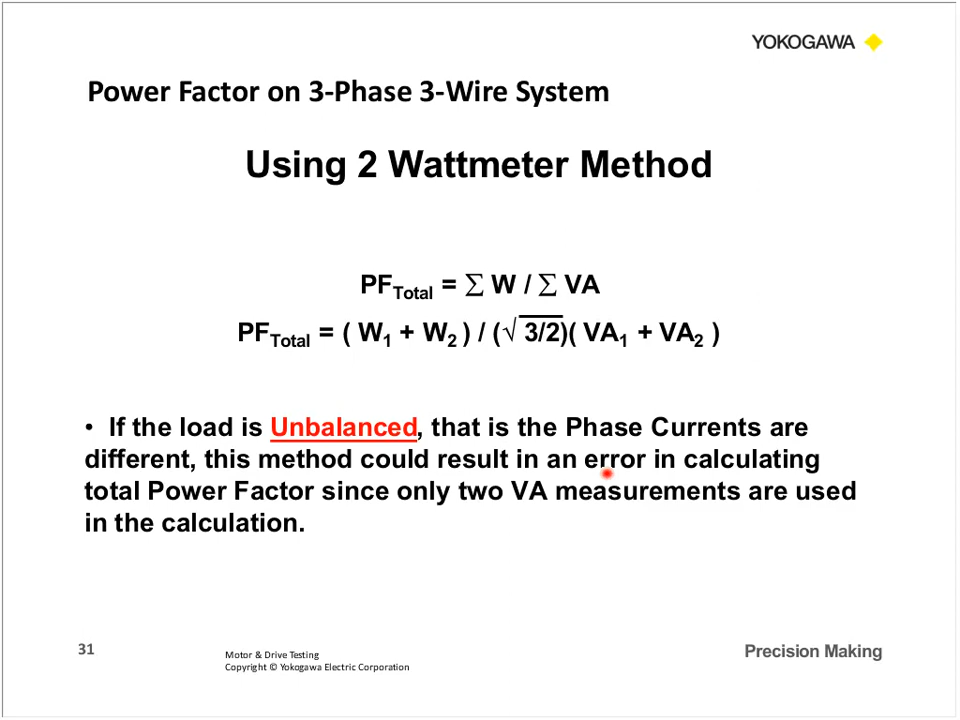 YOKOGAWA
Power Factor on 3-Phase 3-Wire System
Using 2 Wattmeter Method
PFTotal = ∑ W / ∑ VA
PFTotal = ( W1 + W2 ) / (√ 3/2)( VA1 + VA2 )
• If the load is Unbalanced, that is the Phase Currents are
different, this method could result in an error in calculating
total Power Factor since only two VA measurements are used
in the calculation.
31
Motor & Drive Testing
Copyright © Yokogawa Electric Corporation
Precision Making